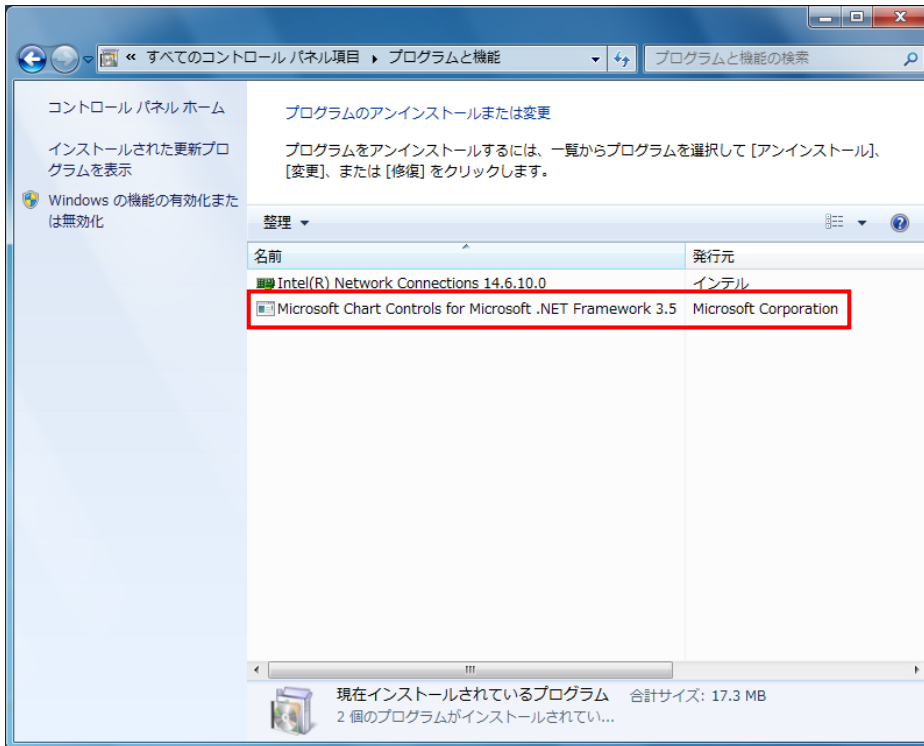 « すべてのコントロール パネル項目 ▸ プログラムと機能
プログラムと機能の検索
コントロール パネル ホーム
インストールされた更新プロ
グラムを表示
Windows の機能の有効化また
は無効化
プログラムのアンインストールまたは変更
プログラムをアンインストールするには、一覧からプログラムを選択して [アンインストール]、
[変更]、または [修復] をクリックします。
整理
名前 発行元
Intel(R) Network Connections 14.6.10.0 インテル
Microsoft Chart Controls for Microsoft .NET Framework 3.5 Microsoft Corporation
現在インストールされているプログラム 合計サイズ: 17.3 MB
2 個のプログラムがインストールされてい...